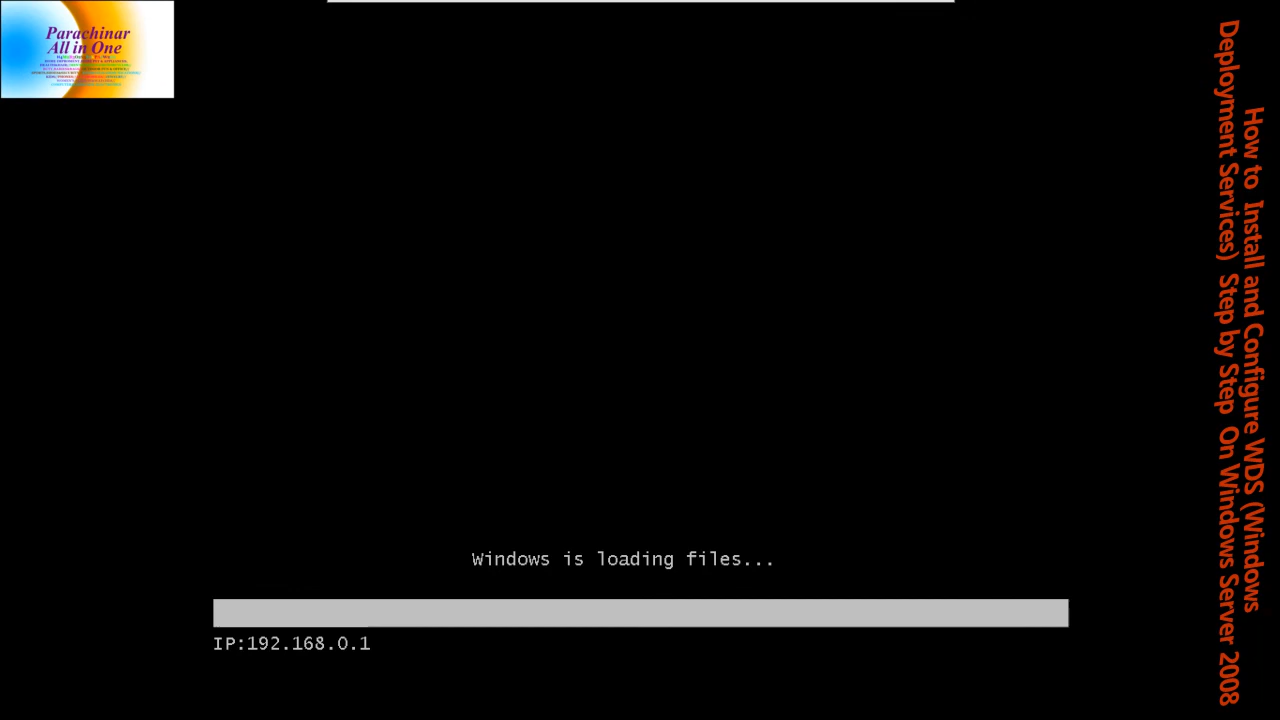 Parachinar
All in One
How to Install and Configure WDS (Windows
Deployment Services) Step by Step On Windows Server 2008
Windows is loading files...
IP:192.168.0.1